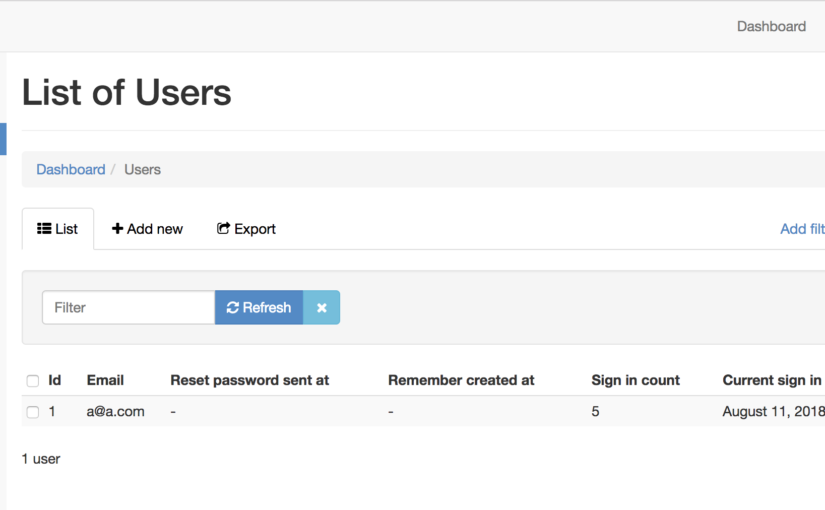 Dashboard
List of Users
Dashboard / Users
List Add new Export Add filt
Filter Refresh
Id Email Reset password sent at Remember created at Sign in count Current sign in
1 a@a.com - - 5 August 11, 2018
1 user